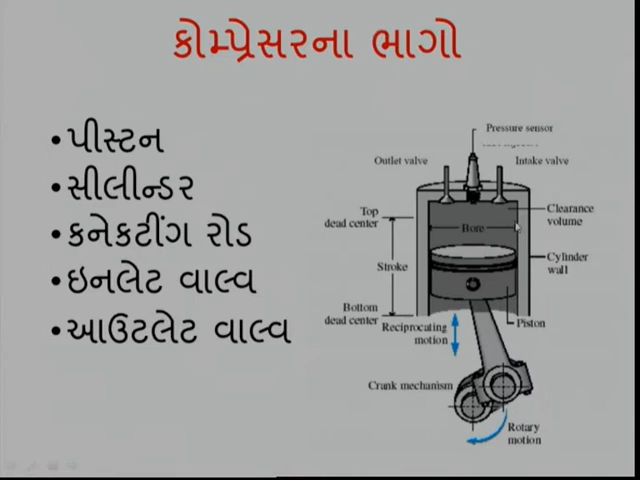 કોમ્પ્રેસરના ભાગો
•પીસ્ટન
•સીલીન્ડર
•કનેકટીંગ રોડ
•ઇનલેટ વાલ્વ
•આઉટલેટ વાલ્વ
Pressure sensor
Outlet valve
Intake valve
Top
dead center
Clearance
volume
Bore
Stroke
Cylinder
wall
Bottom
dead center
Reciprocating
motion
Piston
Crank mechanism
Rotary
motion